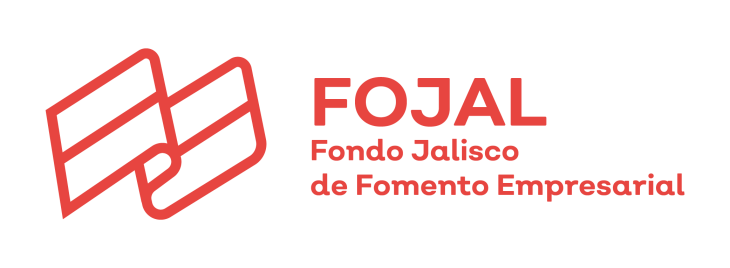 FOJAL
Fondo Jalisco
de Fomento Empresarial